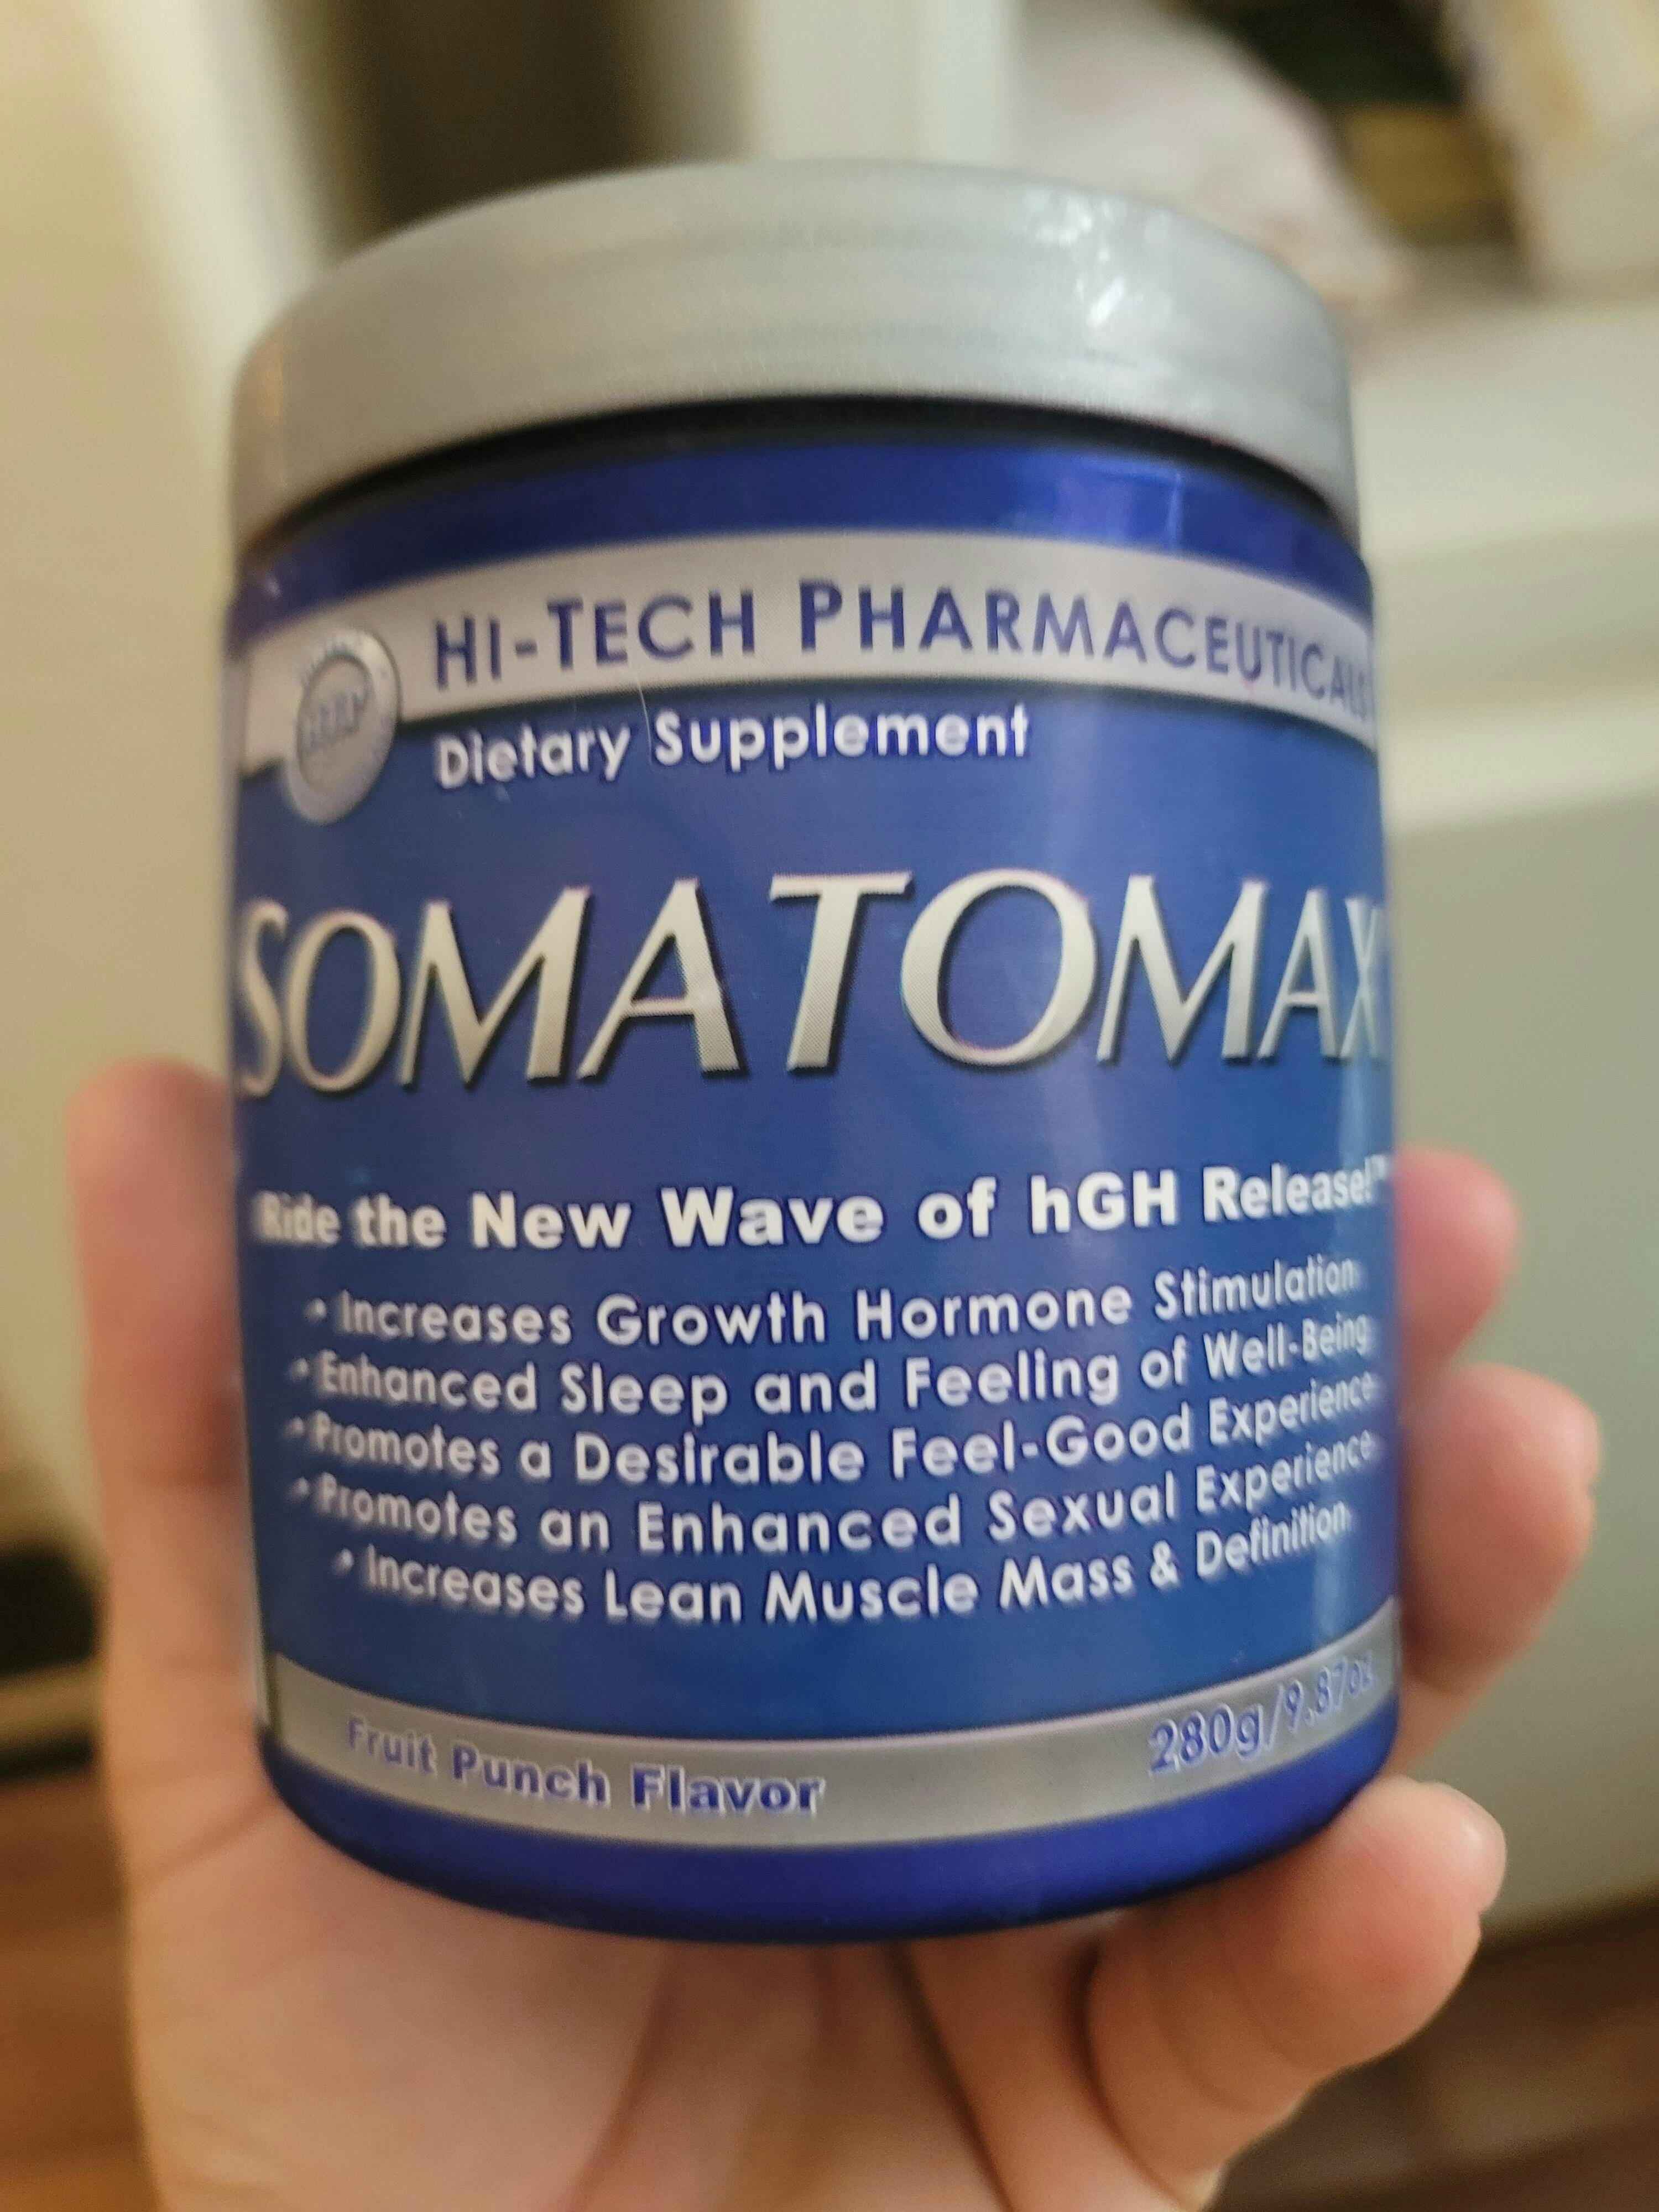 HI-TECH PHARMACEUTICALS
Dietary Supplement
SOMATOMAX
Ride the New Wave of hGH Release!™
• Increases Growth Hormone Stimulation
• Enhanced Sleep and Feeling of Well-Being
• Promotes a Desirable Feel-Good Experience
• Promotes an Enhanced Sexual Experience
• Increases Lean Muscle Mass & Definition
Fruit Punch Flavor 280g/9.87oz